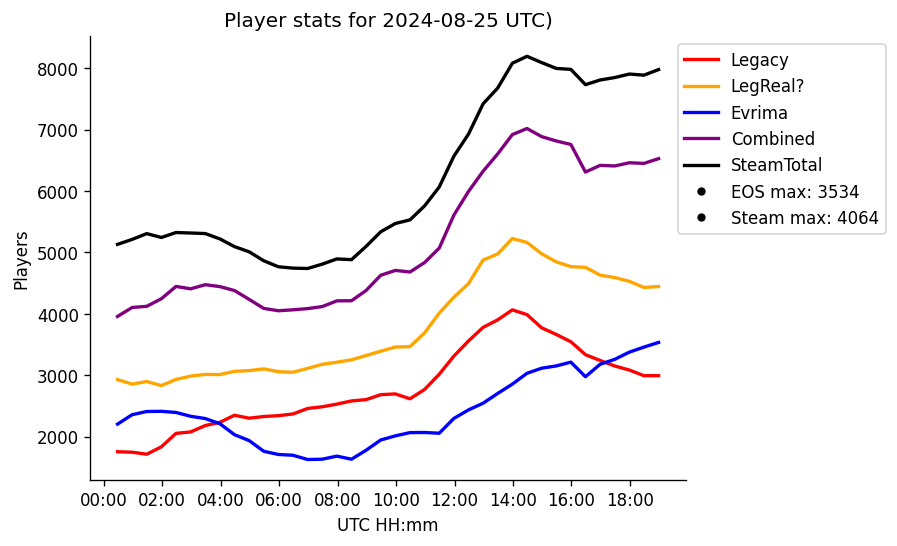 Player stats for 2024-08-25 UTC)
Legacy
LegReal?
Evrima
Combined
SteamTotal
EOS max: 3534
Steam max: 4064
Players
8000
7000
6000
5000
4000
3000
2000
00:00 02:00 04:00 06:00 08:00 10:00 12:00 14:00 16:00 18:00
UTC HH:mm